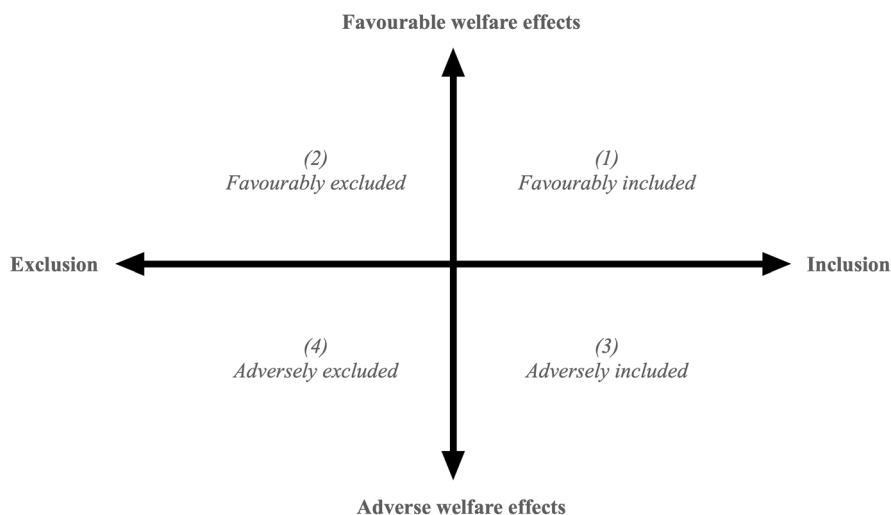 Favourable welfare effects
(2)
Favourably excluded
(1)
Favourably included
Exclusion
Inclusion
(4)
Adversely excluded
(3)
Adversely included
Adverse welfare effects